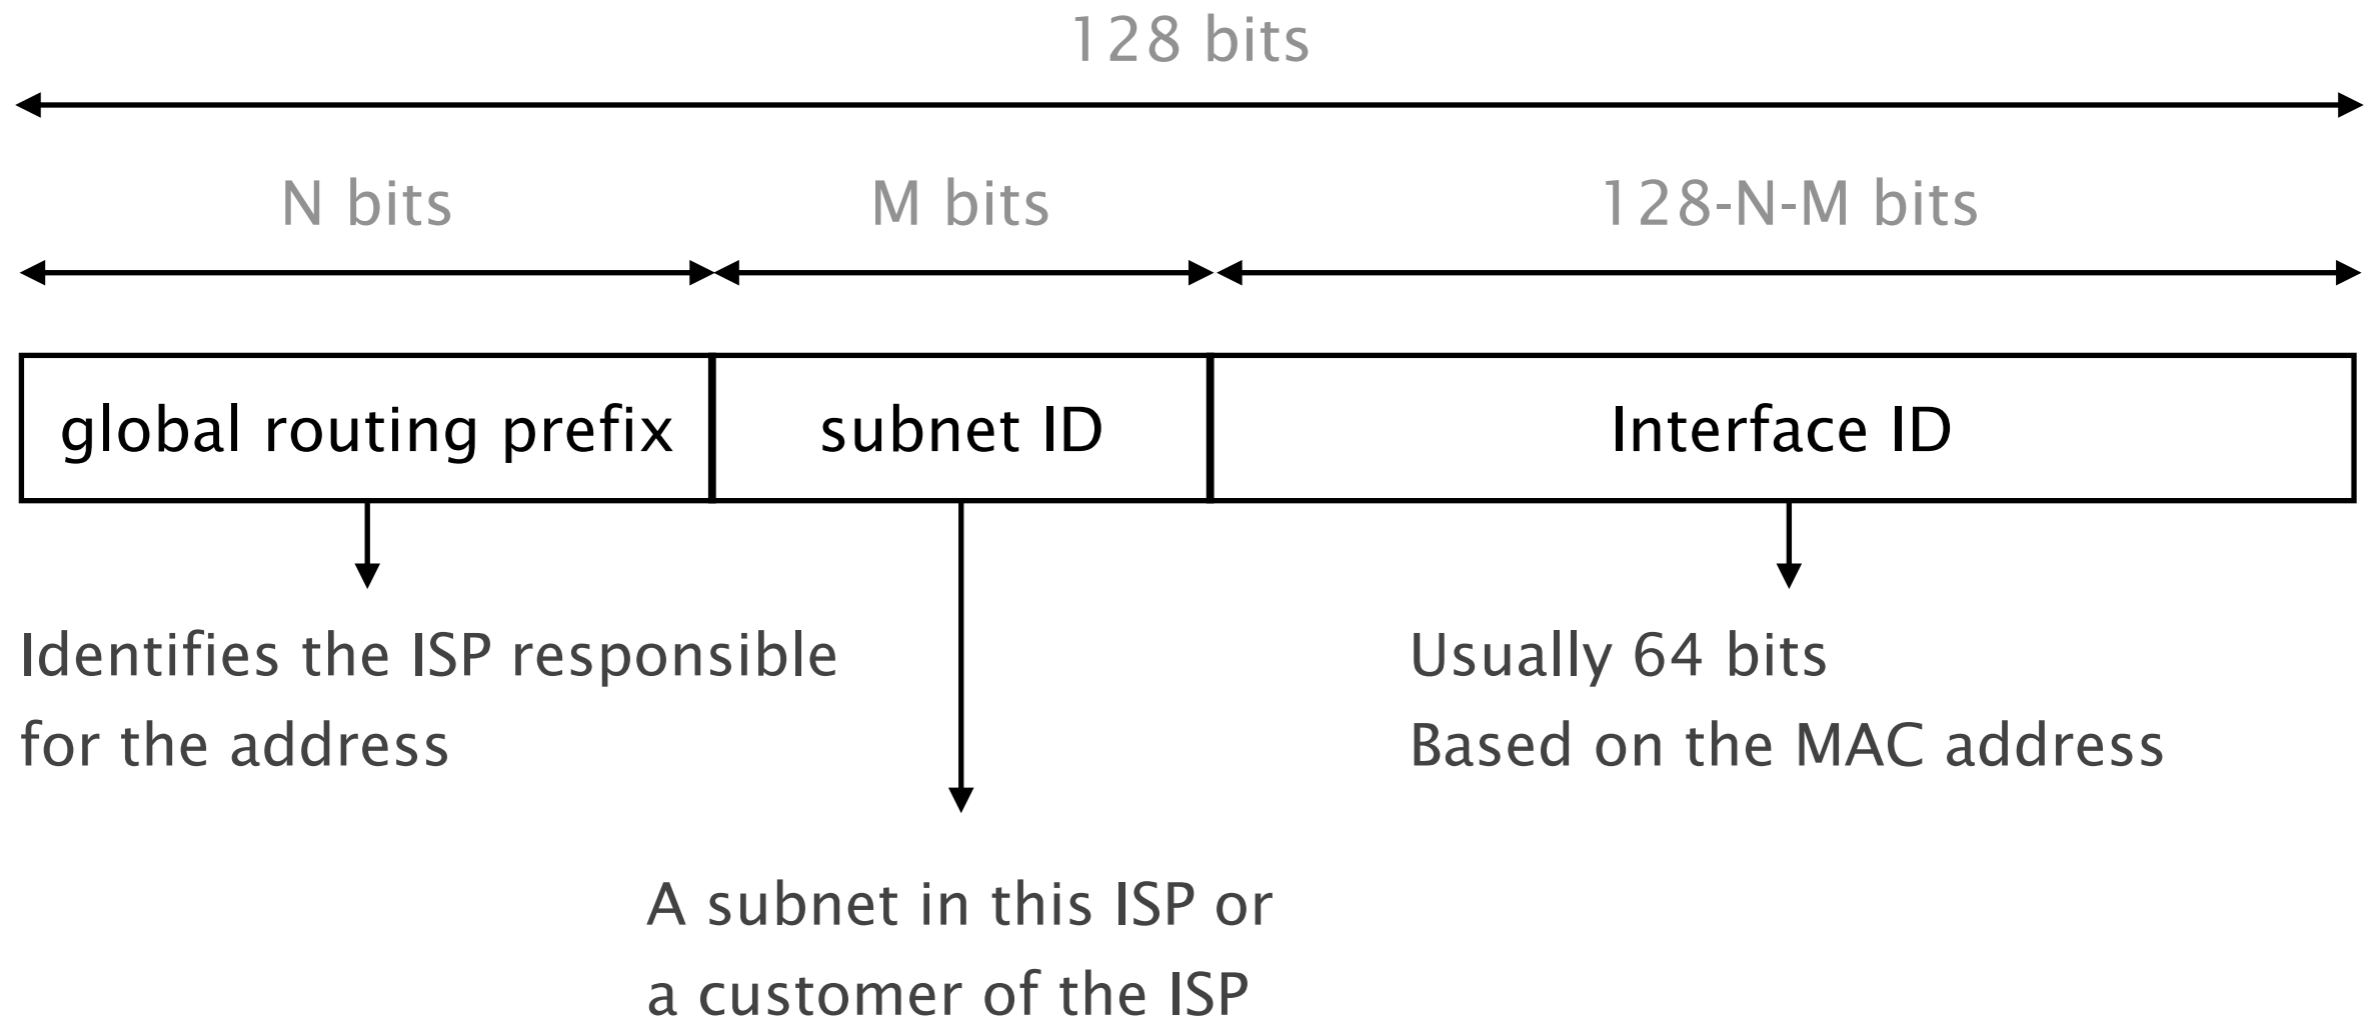 128 bits
N bits M bits 128-N-M bits
global routing prefix subnet ID Interface ID
Identifies the ISP responsible
for the address
Usually 64 bits
Based on the MAC address
A subnet in this ISP or
a customer of the ISP